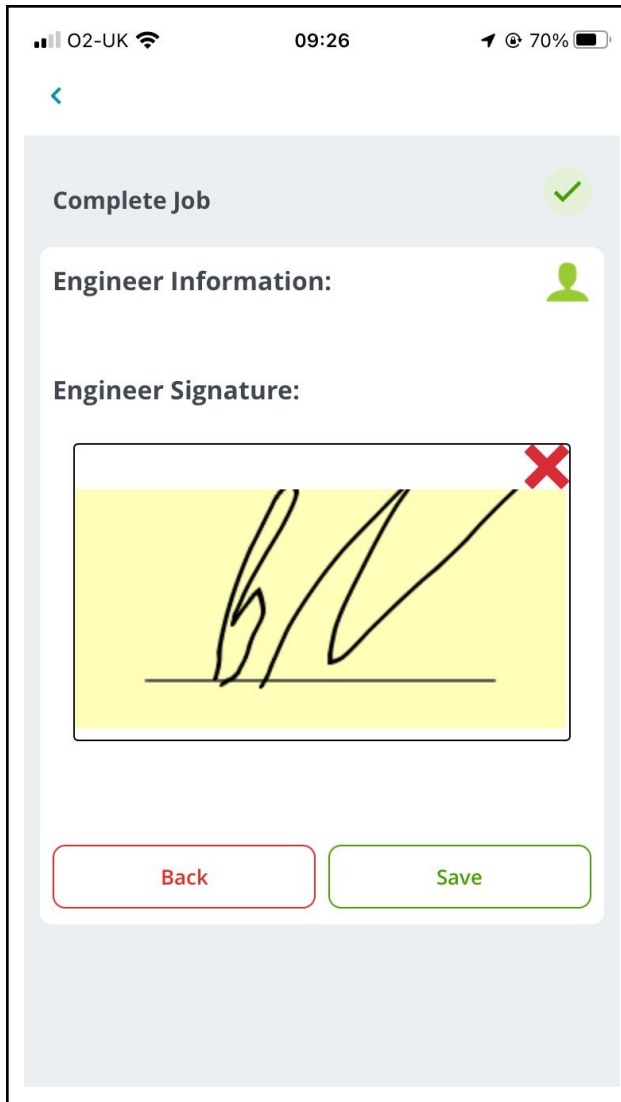 O2-UK 09:26 70%
Complete Job
Engineer Information:
Engineer Signature:
Back Save